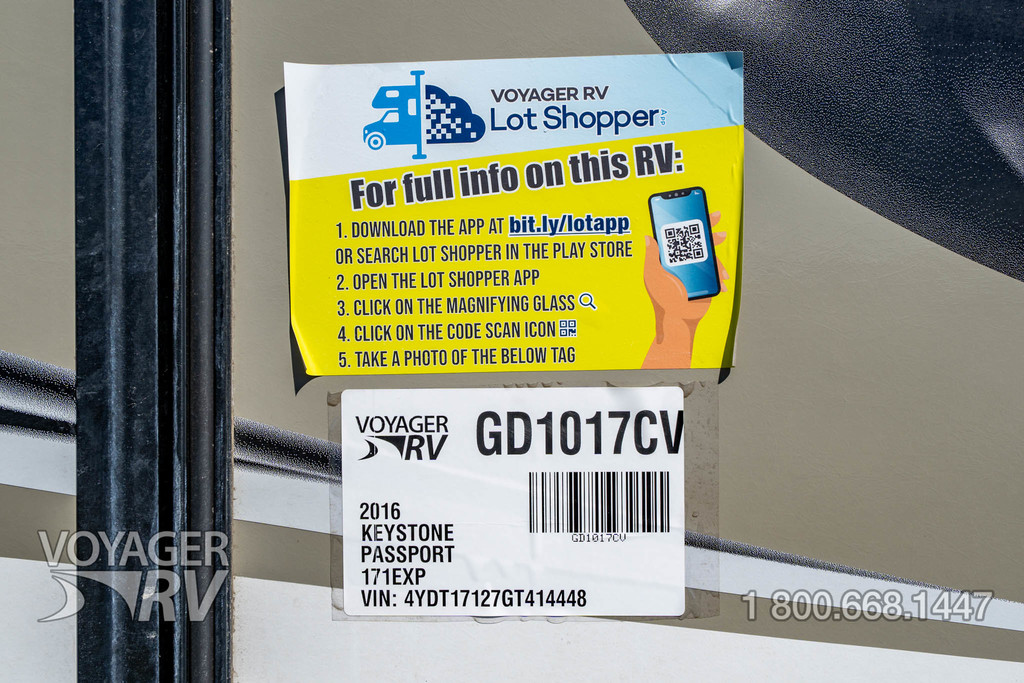 VOYAGER RV
Lot Shopper App
For full info on this RV:
1. DOWNLOAD THE APP AT bit.ly/lotapp
OR SEARCH LOT SHOPPER IN THE PLAY STORE
2. OPEN THE LOT SHOPPER APP
3. CLICK ON THE MAGNIFYING GLASS
4. CLICK ON THE CODE SCAN ICON
5. TAKE A PHOTO OF THE BELOW TAG
VOYAGER
RV
GD1017CV
GD1017CV
2016
KEYSTONE
PASSPORT
171EXP
VIN: 4YDT17127GT414448
VOYAGER
RV
1 800.668.1447